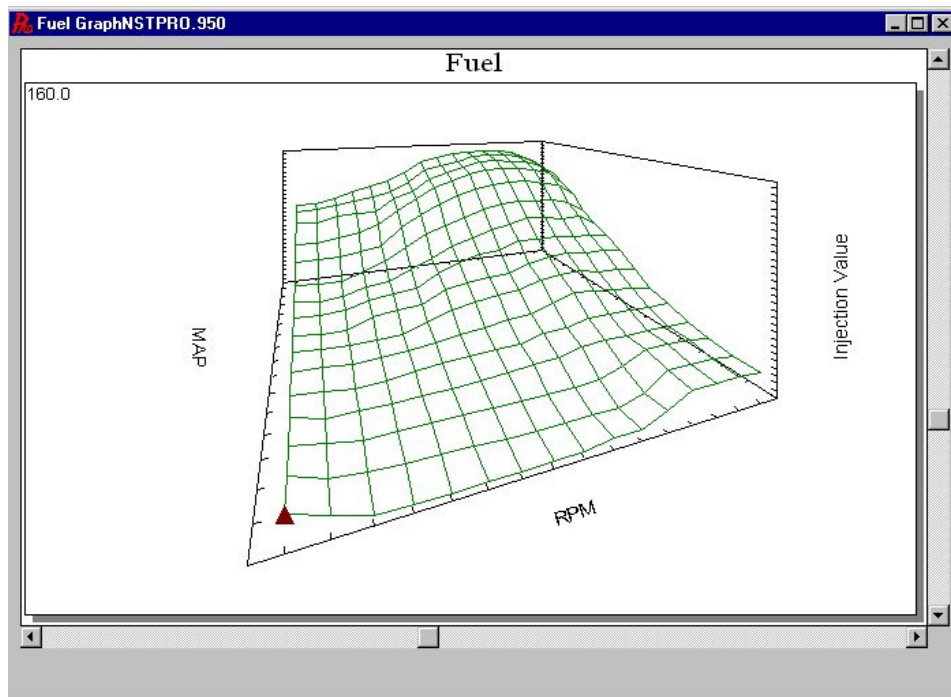 Fuel GraphNSTPRO.950
Fuel
160.0
MAP
Injection Value
RPM